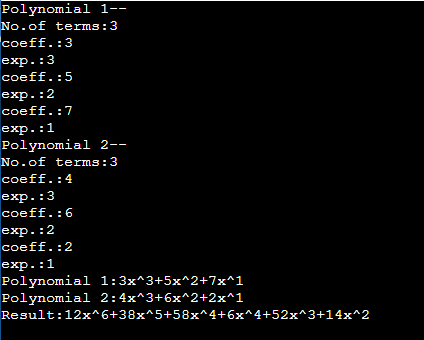 Polynomial 1--
No.of terms:3
coeff.:3
exp.:3
coeff.:5
exp.:2
coeff.:7
exp.:1
Polynomial 2--
No.of terms:3
coeff.:4
exp.:3
coeff.:6
exp.:2
coeff.:2
exp.:1
Polynomial 1:3x^3+5x^2+7x^1
Polynomial 2:4x^3+6x^2+2x^1
Result:12x^6+38x^5+58x^4+6x^4+52x^3+14x^2